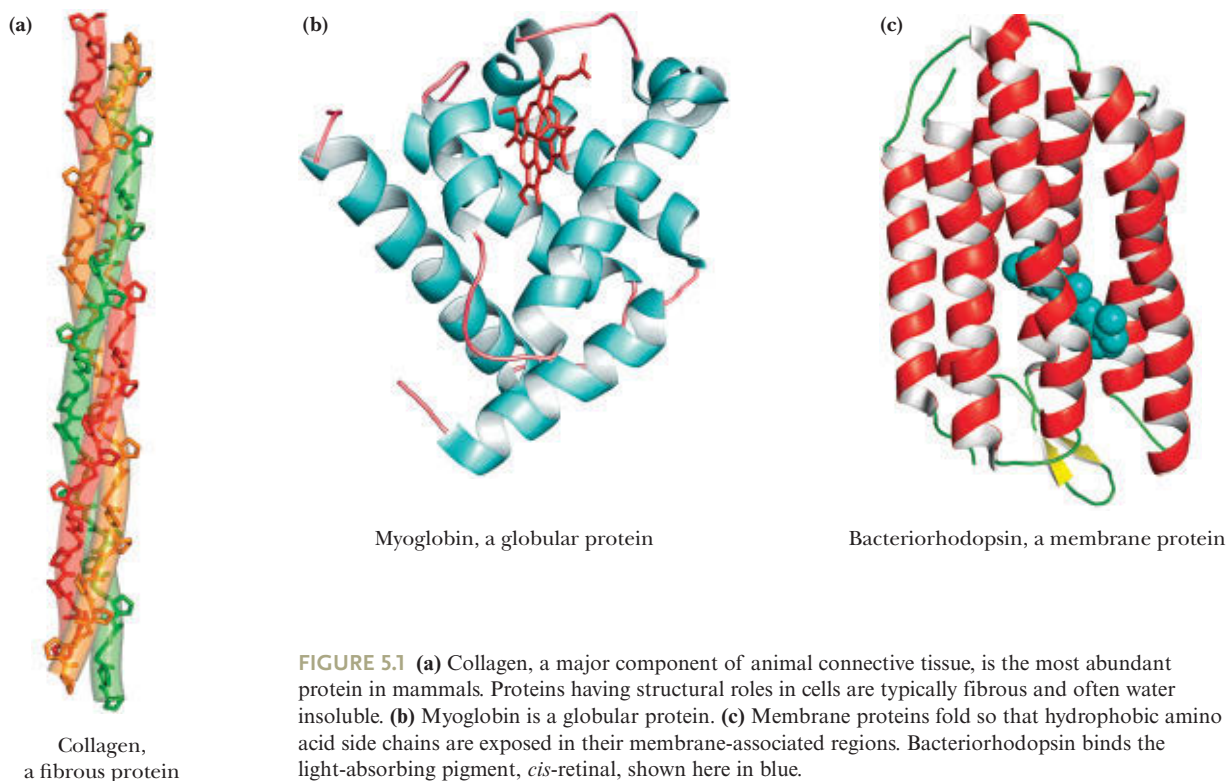 (a)
(b)
(c)
Myoglobin, a globular protein
Bacteriorhodopsin, a membrane protein
Collagen,
a fibrous protein
FIGURE 5.1 (a) Collagen, a major component of animal connective tissue, is the most abundant
protein in mammals. Proteins having structural roles in cells are typically fibrous and often water
insoluble. (b) Myoglobin is a globular protein. (c) Membrane proteins fold so that hydrophobic amino
acid side chains are exposed in their membrane-associated regions. Bacteriorhodopsin binds the
light-absorbing pigment, cis-retinal, shown here in blue.